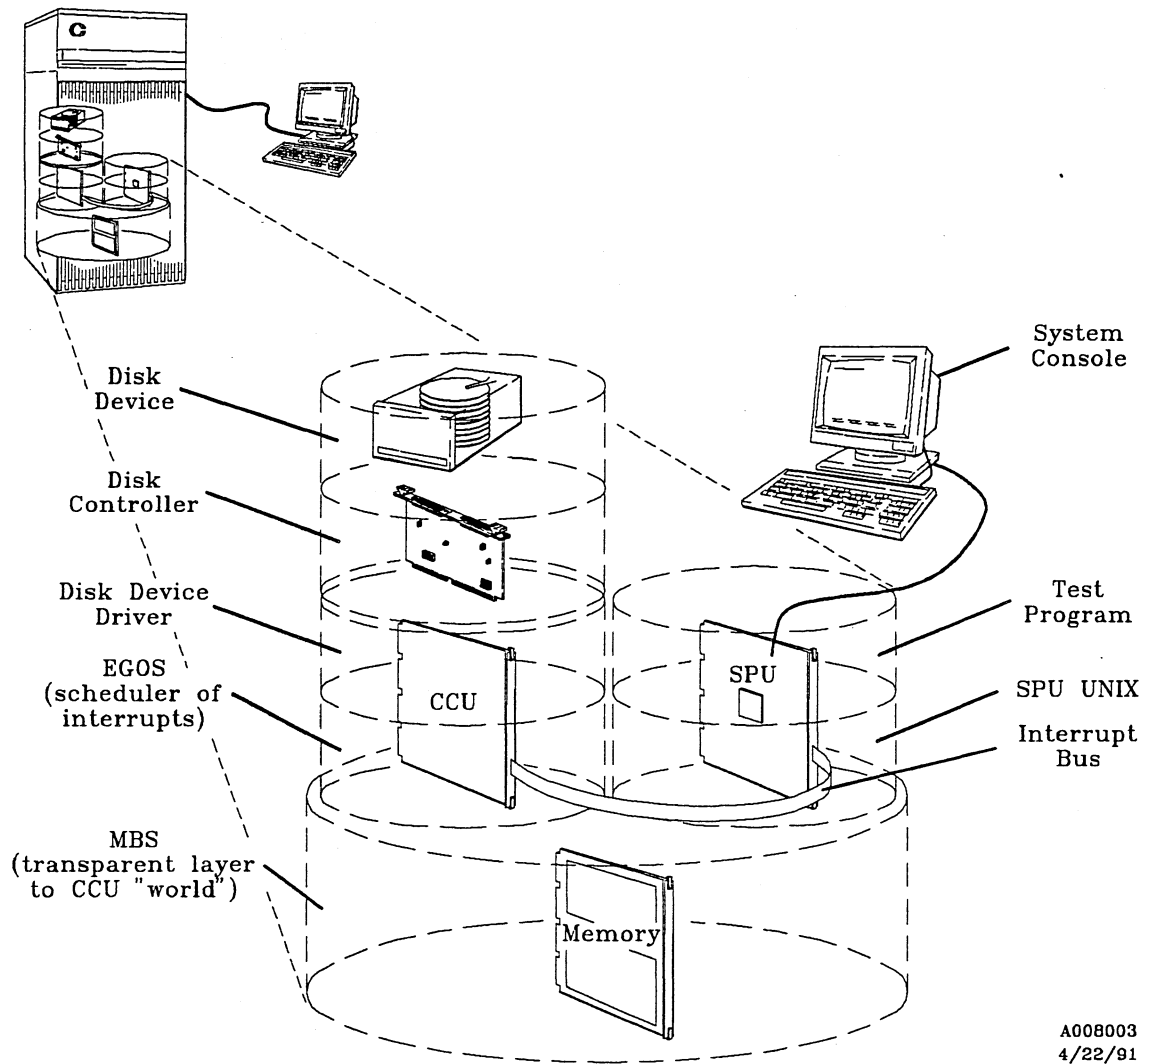 C
System
Console
Disk
Device
Disk
Controller
Disk Device
Driver
Test
Program
EGOS
(scheduler of
interrupts)
CCU
SPU
SPU UNIX
Interrupt
Bus
MBS
(transparent layer
to CCU "world")
Memory
A008003
4/22/91